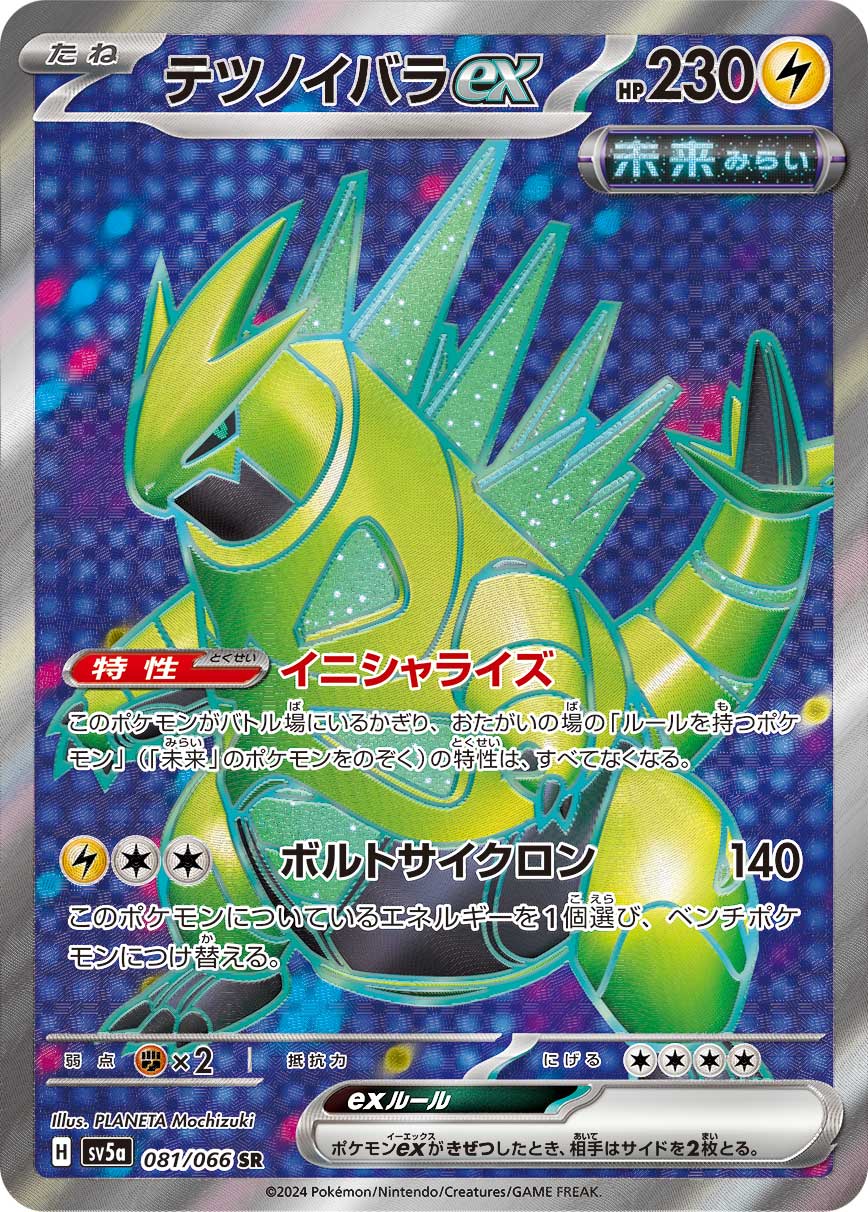 たね
テツノイバラex
HP230
未来 みらい
特性 とくせい イニシャライズ
このポケモンがバトル場にいるかぎり、おたがいの場の「ルールを持つポケ
モン」（「未来」のポケモンをのぞく）の特性は、すべてなくなる。
ボルトサイクロン 140
このポケモンについているエネルギーを1個選び、ベンチポケ
モンにつけ替える。
弱点 ×2 抵抗力 にげる
exルール
ポケモンexがきぜつしたとき、相手はサイドを2枚とる。
Illus. PLANETA Mochizuki
H sv5a 081/066 SR
©2024 Pokémon/Nintendo/Creatures/GAME FREAK.